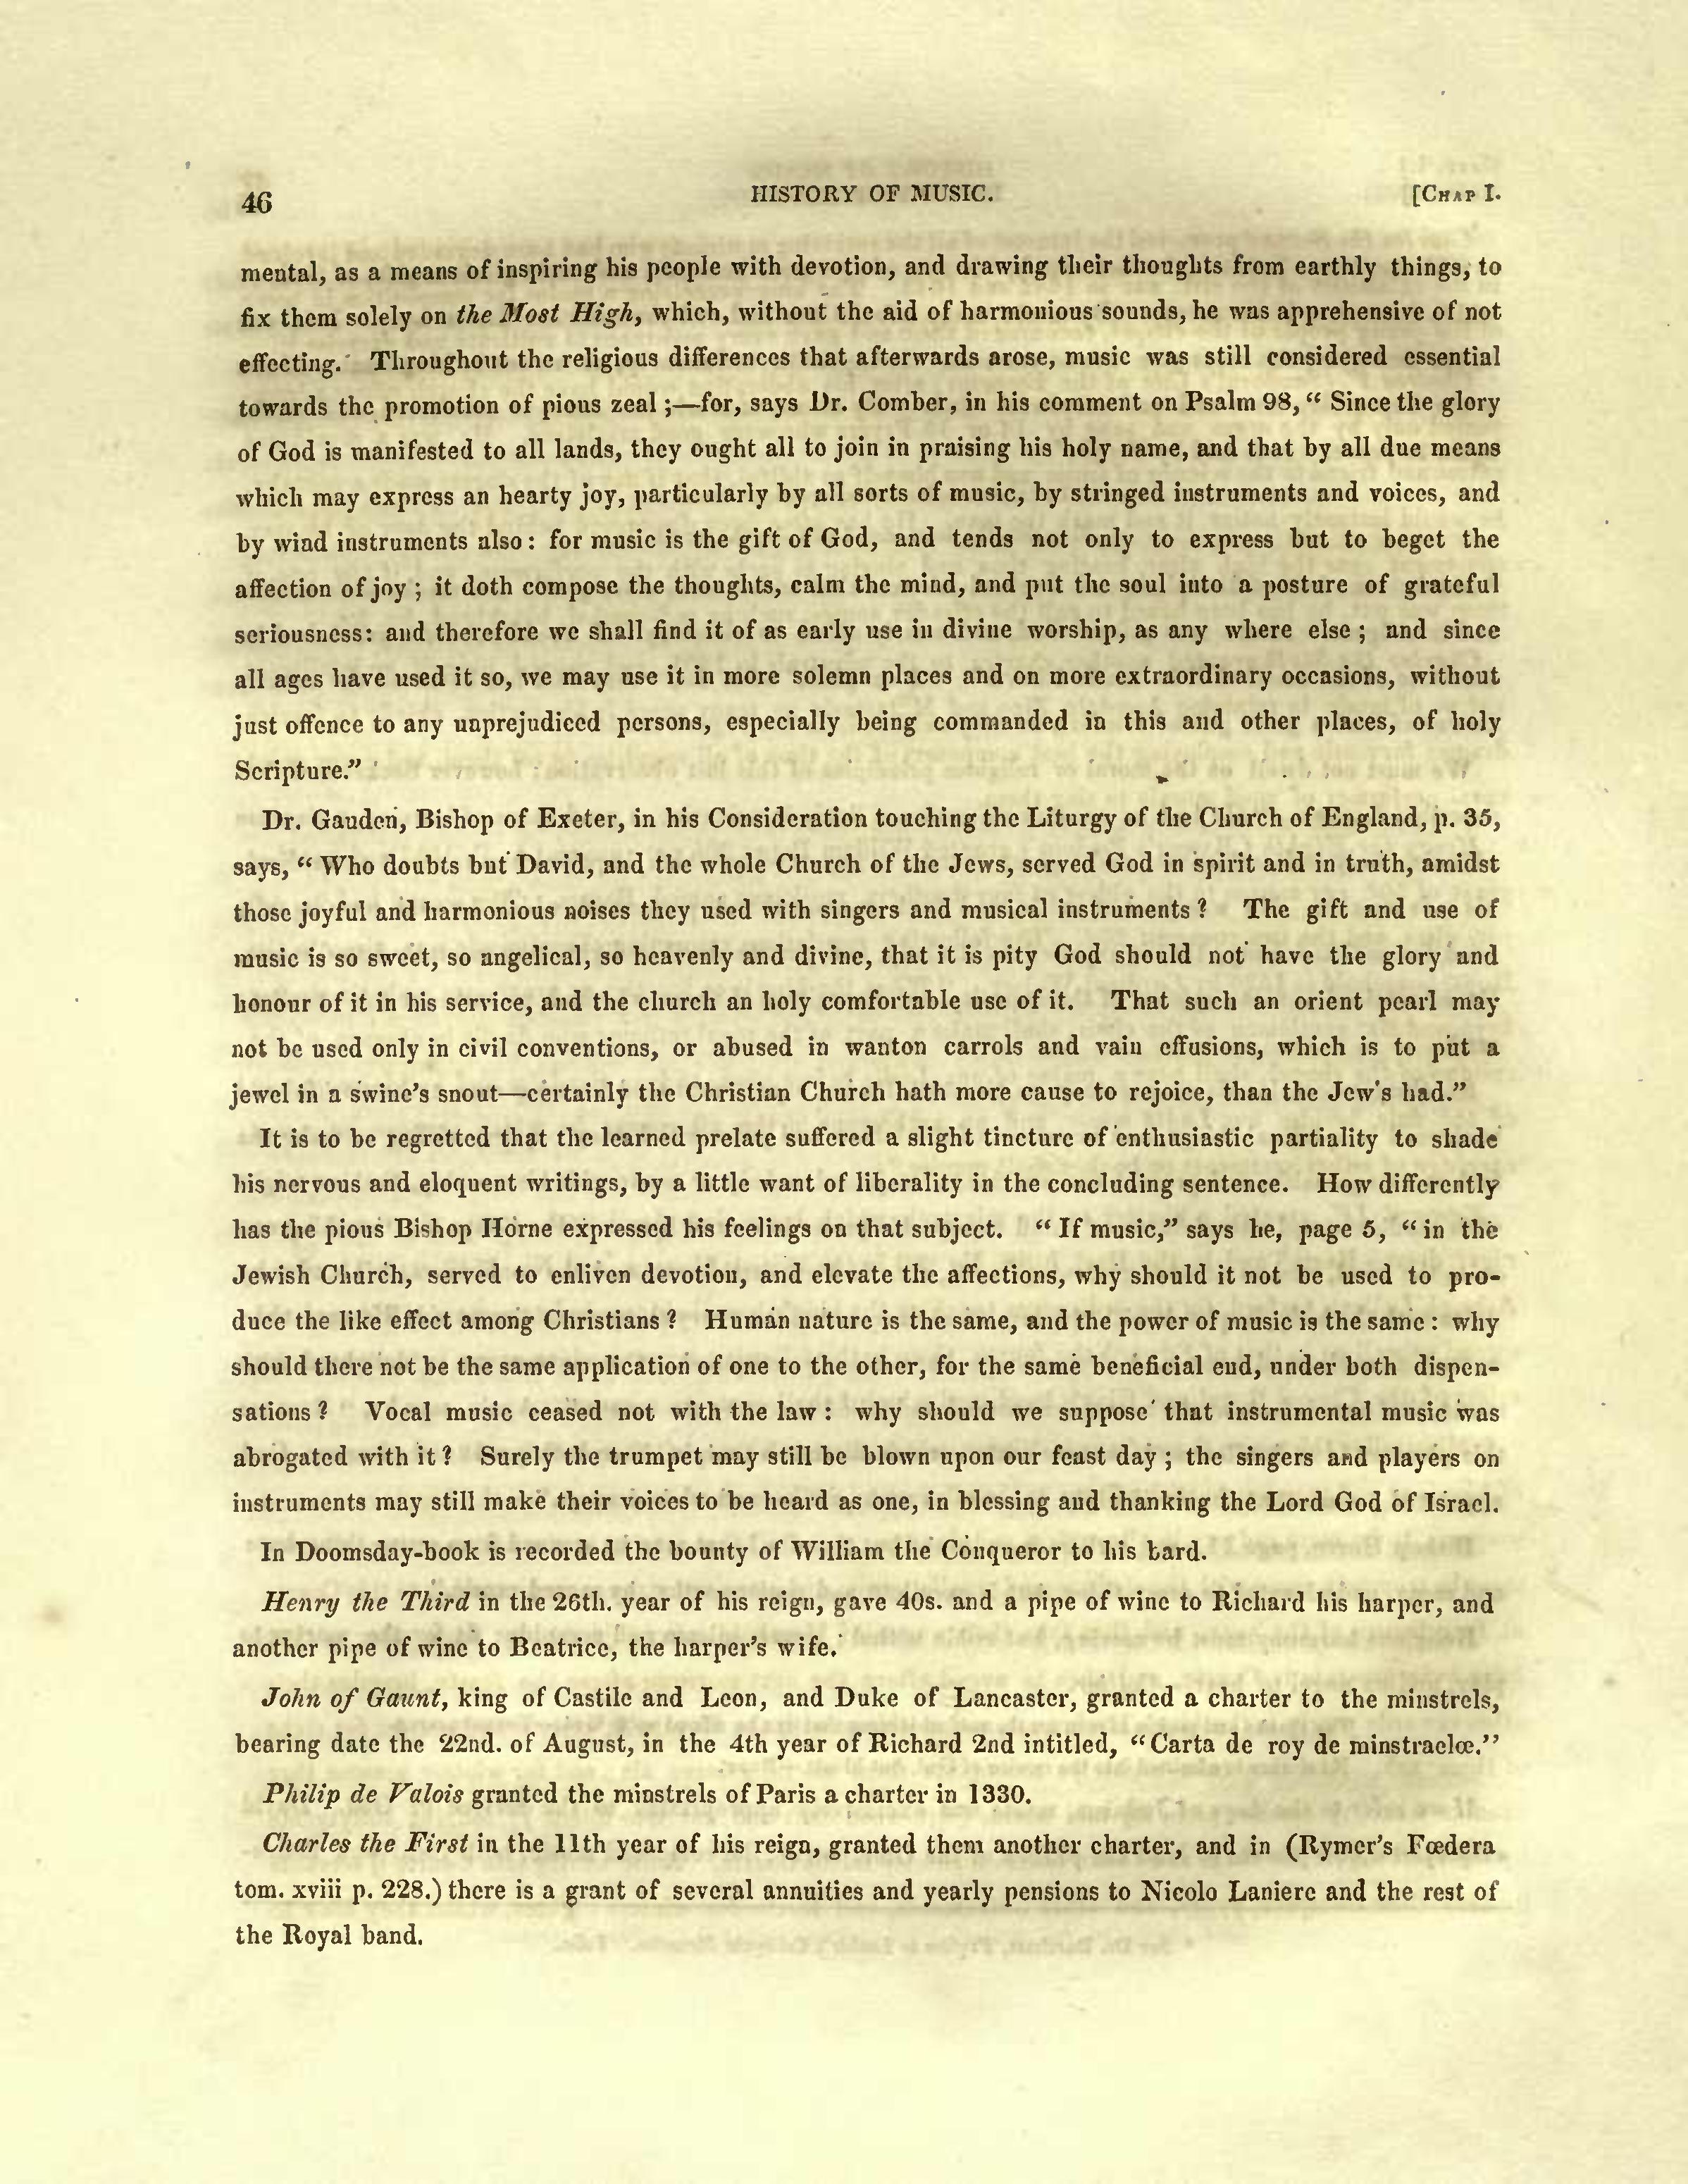 46 HISTORY OF MUSIC. [CHAP I.
mental, as a means of inspiring his people with devotion, and drawing their thoughts from earthly things, to
fix them solely on the Most High, which, without the aid of harmonious sounds, he was apprehensive of not
effecting. Throughout the religious differences that afterwards arose, music was still considered essential
towards the promotion of pious zeal ;—for, says Dr. Comber, in his comment on Psalm 98, “ Since the glory
of God is manifested to all lands, they ought all to join in praising his holy name, and that by all due means
which may express an hearty joy, particularly by all sorts of music, by stringed instruments and voices, and
by wind instruments also : for music is the gift of God, and tends not only to express but to beget the
affection of joy ; it doth compose the thoughts, calm the mind, and put the soul into a posture of grateful
seriousness: and therefore we shall find it of as early use in divine worship, as any where else ; and since
all ages have used it so, we may use it in more solemn places and on more extraordinary occasions, without
just offence to any unprejudiced persons, especially being commanded in this and other places, of holy
Scripture.”
Dr. Gauden, Bishop of Exeter, in his Consideration touching the Liturgy of the Church of England, p. 35,
says, “ Who doubts but David, and the whole Church of the Jews, served God in spirit and in truth, amidst
those joyful and harmonious noises they used with singers and musical instruments ? The gift and use of
music is so sweet, so angelical, so heavenly and divine, that it is pity God should not have the glory and
honour of it in his service, and the church an holy comfortable use of it. That such an orient pearl may
not be used only in civil conventions, or abused in wanton carrols and vain effusions, which is to put a
jewel in a swine's snout—certainly the Christian Church hath more cause to rejoice, than the Jew's had.”
It is to be regretted that the learned prelate suffered a slight tincture of enthusiastic partiality to shade
his nervous and eloquent writings, by a little want of liberality in the concluding sentence. How differently
has the pious Bishop Horne expressed his feelings on that subject. “ If music,” says he, page 5, “ in the
Jewish Church, served to enliven devotion, and elevate the affections, why should it not be used to pro-
duce the like effect among Christians ? Human nature is the same, and the power of music is the same : why
should there not be the same application of one to the other, for the same beneficial end, under both dispen-
sations ? Vocal music ceased not with the law : why should we suppose that instrumental music was
abrogated with it ? Surely the trumpet may still be blown upon our feast day ; the singers and players on
instruments may still make their voices to be heard as one, in blessing and thanking the Lord God of Israel.
In Doomsday-book is recorded the bounty of William the Conqueror to his bard.
Henry the Third in the 26th. year of his reign, gave 40s. and a pipe of wine to Richard his harper, and
another pipe of wine to Beatrice, the harper's wife.
John of Gaunt, king of Castile and Leon, and Duke of Lancaster, granted a charter to the minstrels,
bearing date the 22nd. of August, in the 4th year of Richard 2nd intitled, “ Carta de roy de minstraclœ.”
Philip de Valois granted the minstrels of Paris a charter in 1330.
Charles the First in the 11th year of his reign, granted them another charter, and in (Rymer's Fœdera
tom. xviii p. 228.) there is a grant of several annuities and yearly pensions to Nicolo Laniere and the rest of
the Royal band.